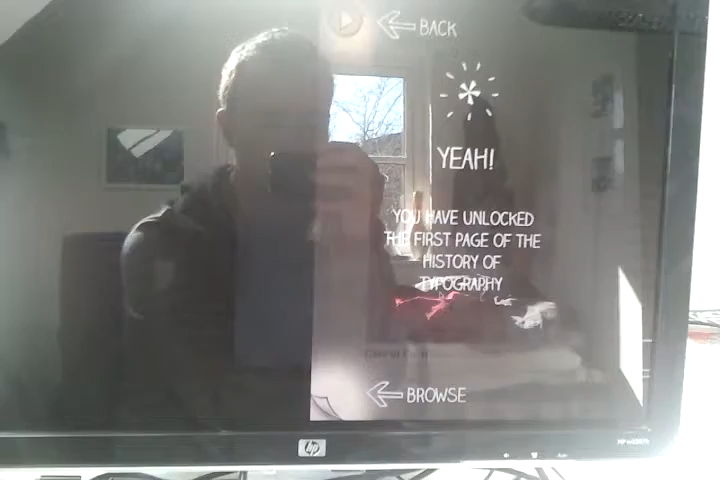 BACK
YEAH!
YOU HAVE UNLOCKED
THE FIRST PAGE OF THE
HISTORY OF
TYPOGRAPHY
BROWSE
hp